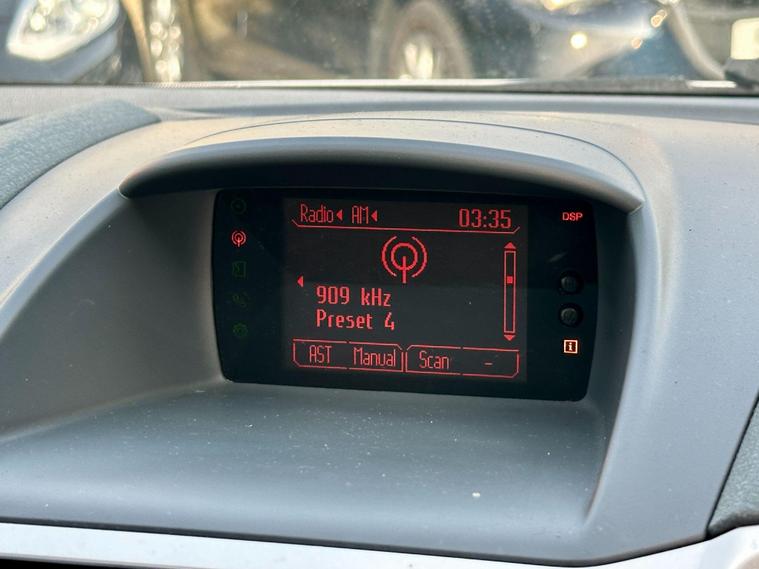 Radio AM 03:35
DSP
909 kHz
Preset 4
i
AST Manual Scan -